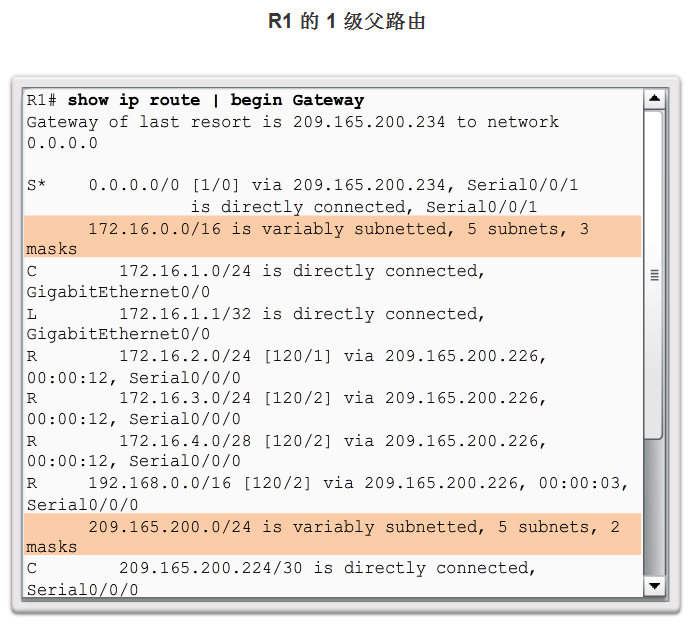 R1 的 1 级父路由
R1# show ip route | begin Gateway
Gateway of last resort is 209.165.200.234 to network
0.0.0.0
S*    0.0.0.0/0 [1/0] via 209.165.200.234, Serial0/0/1
is directly connected, Serial0/0/1
172.16.0.0/16 is variably subnetted, 5 subnets, 3
masks
C        172.16.1.0/24 is directly connected,
GigabitEthernet0/0
L        172.16.1.1/32 is directly connected,
GigabitEthernet0/0
R        172.16.2.0/24 [120/1] via 209.165.200.226,
00:00:12, Serial0/0/0
R        172.16.3.0/24 [120/2] via 209.165.200.226,
00:00:12, Serial0/0/0
R        172.16.4.0/28 [120/2] via 209.165.200.226,
00:00:12, Serial0/0/0
R     192.168.0.0/16 [120/2] via 209.165.200.226, 00:00:03,
Serial0/0/0
209.165.200.0/24 is variably subnetted, 5 subnets, 2
masks
C        209.165.200.224/30 is directly connected,
Serial0/0/0